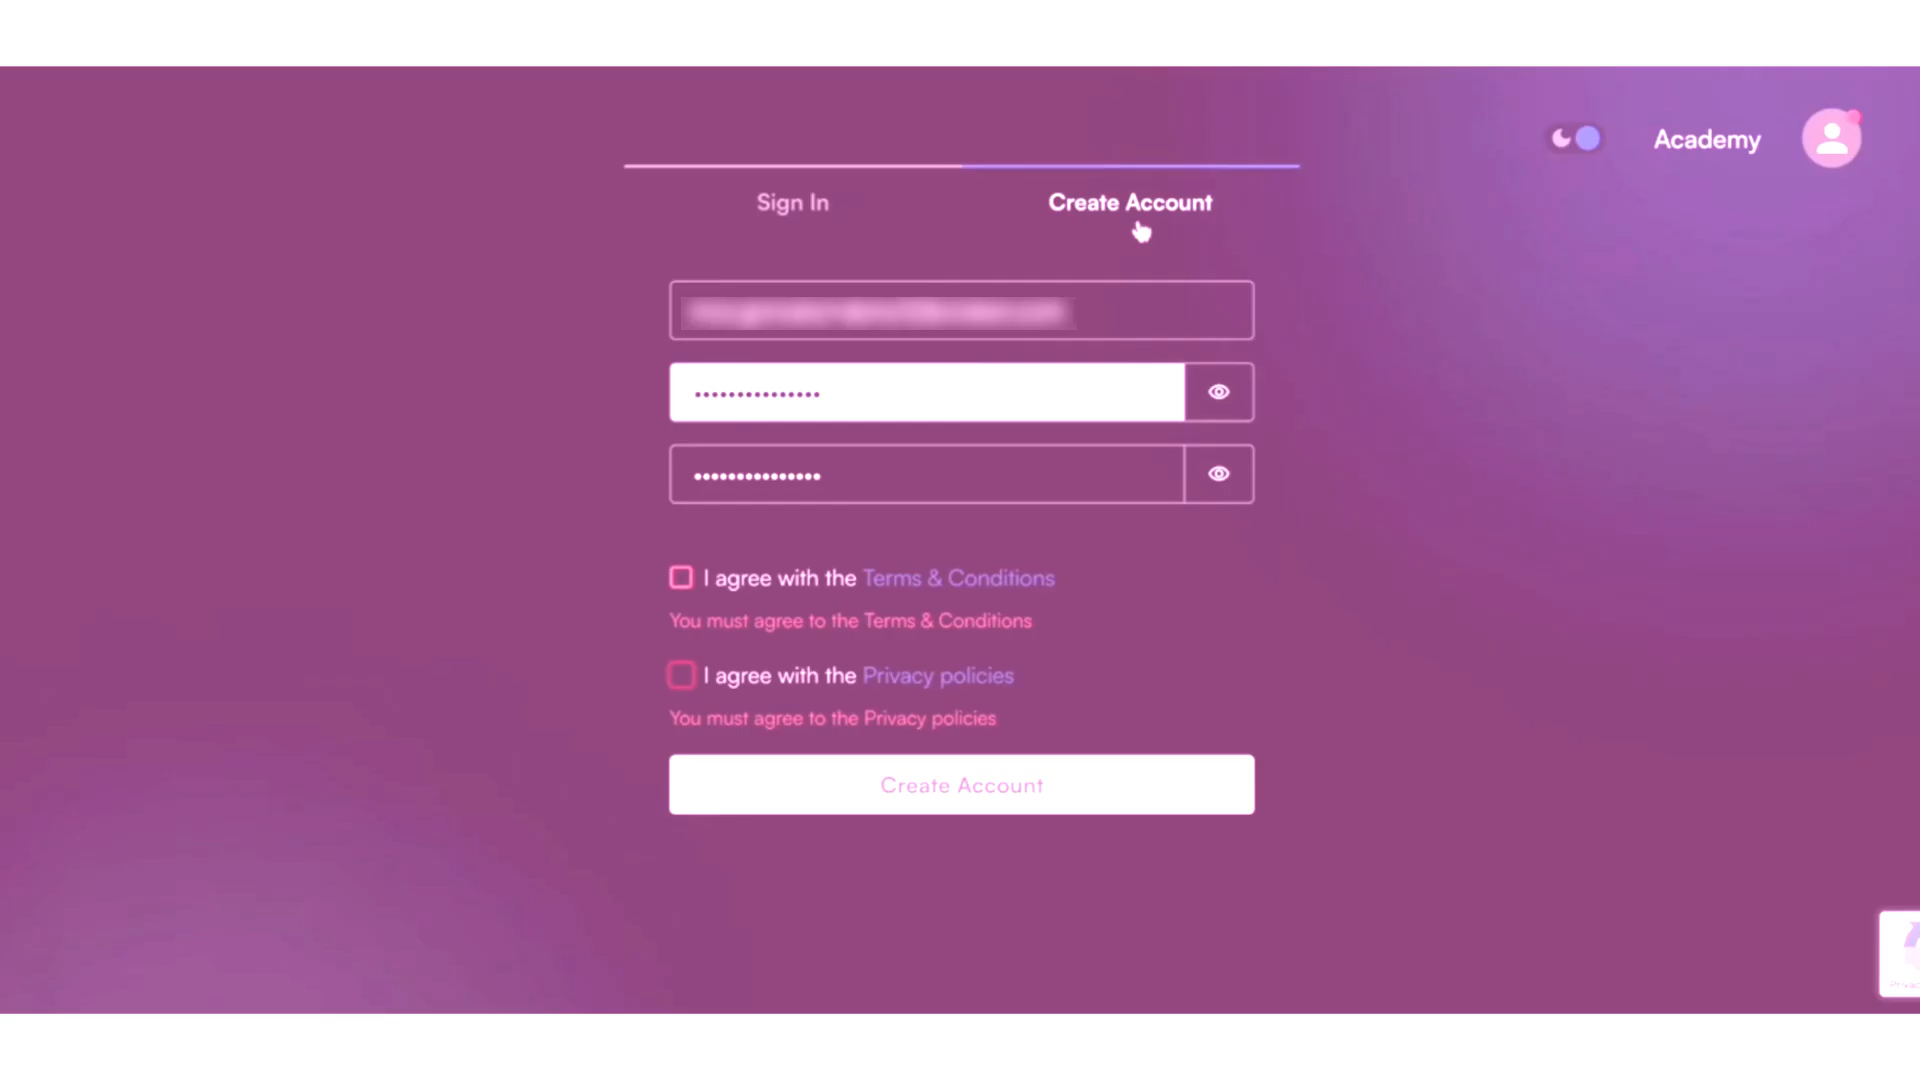 Academy
Sign In
Create Account
•••••••••••••••
•••••••••••••••
I agree with the Terms & Conditions
You must agree to the Terms & Conditions
I agree with the Privacy policies
You must agree to the Privacy policies
Create Account